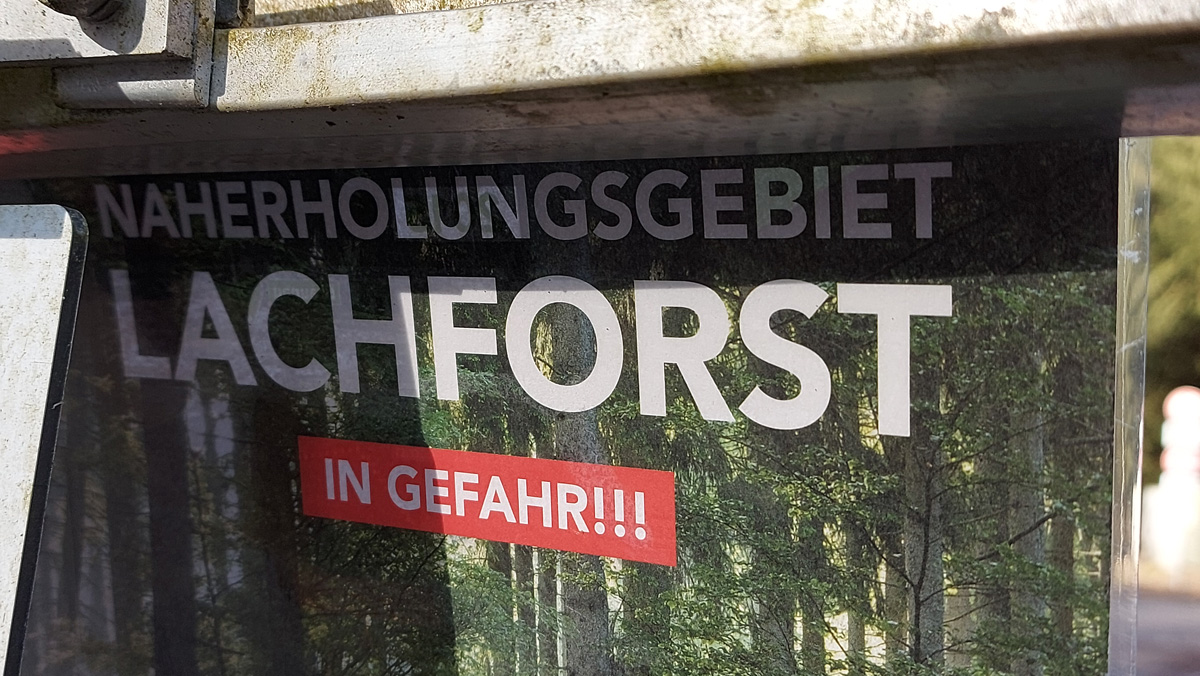 NAHERHOLUNGSGEBIET
LACHFORST
IN GEFAHR!!!